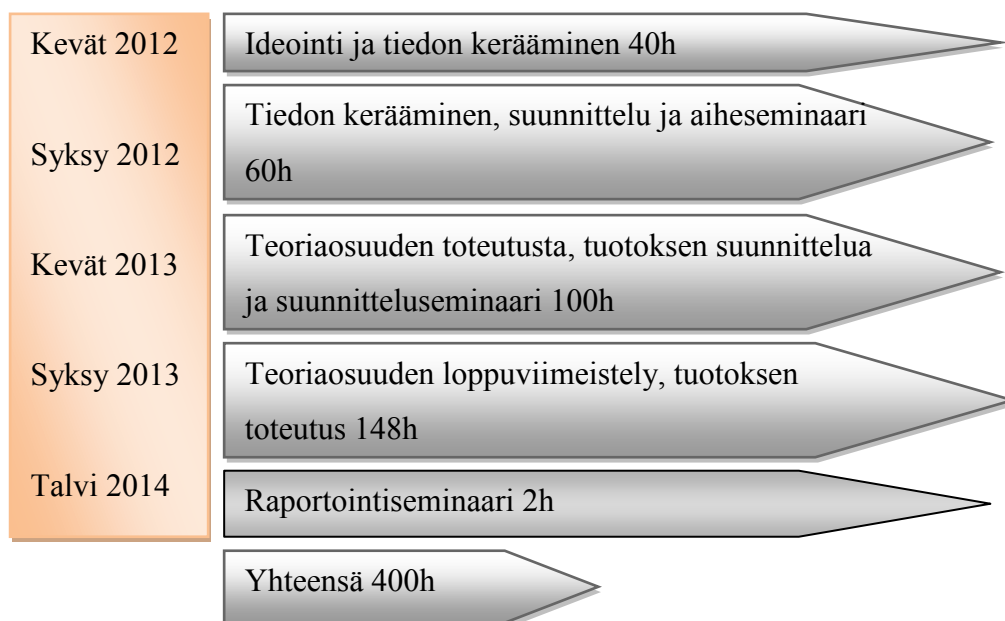 Kevät 2012
Ideointi ja tiedon kerääminen 40h
Syksy 2012
Tiedon kerääminen, suunnittelu ja aiheseminaari
60h
Kevät 2013
Teoriaosuuden toteutusta, tuotoksen suunnittelua
ja suunnitteluseminaari 100h
Syksy 2013
Teoriaosuuden loppuviimeistely, tuotoksen
toteutus 148h
Talvi 2014
Raportointiseminaari 2h
Yhteensä 400h